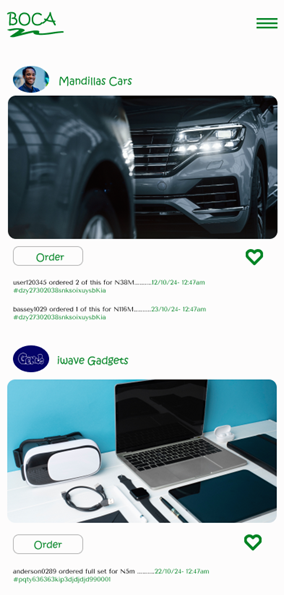 BOCA
Mandillas Cars
Order
user120345 ordered 2 of this for N38M..........12/10/24- 12:47am
#dzy27302038snksoixuysbKia
bassey1029 ordered 1 of this for N116M..........23/10/24- 12:47am
#dzy27302038snksoixuysbKia
iwave Gadgets
Order
anderson0289 ordered full set for N5m ..........22/10/24- 12:47am
#pqty636363kjp3djdjdjd990001